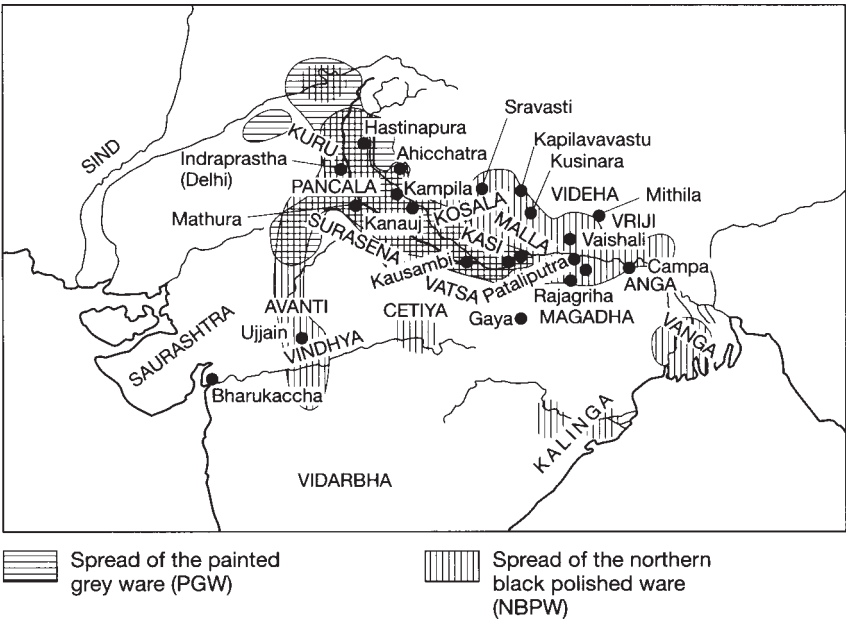 Sravasti
Hastinapura
Kapilavavastu
KURU
Ahicchatra
Kusinara
SIND
Indraprastha
(Delhi)
PANCALA
Kampila
VIDEHA
Mithila
KOSALA
Mathura
Kanauj
MALLA
VRIJI
SURASENA
KASI
Vaishali
Kausambi
Pataliputra
Campa
VATSA
ANGA
Rajagriha
AVANTI
CETIYA
Gaya
MAGADHA
Ujjain
SAURASHTRA
VINDHYA
VANGA
Bharukaccha
KALINGA
VIDARBHA
Spread of the painted
grey ware (PGW)
Spread of the northern
black polished ware
(NBPW)